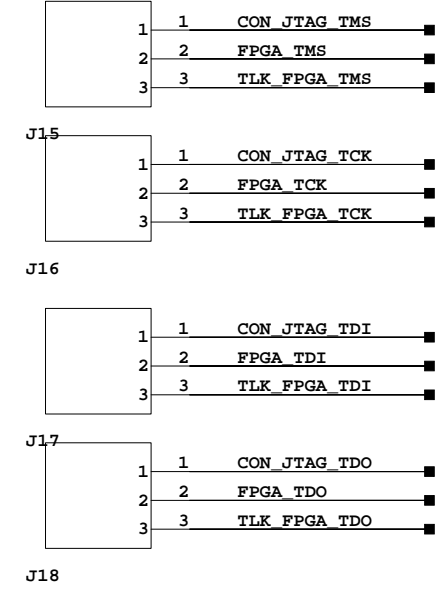 1 1 CON_JTAG_TMS
2 2 FPGA_TMS
3 3 TLK_FPGA_TMS
J15
1 1 CON_JTAG_TCK
2 2 FPGA_TCK
3 3 TLK_FPGA_TCK
J16
1 1 CON_JTAG_TDI
2 2 FPGA_TDI
3 3 TLK_FPGA_TDI
J17
1 1 CON_JTAG_TDO
2 2 FPGA_TDO
3 3 TLK_FPGA_TDO
J18